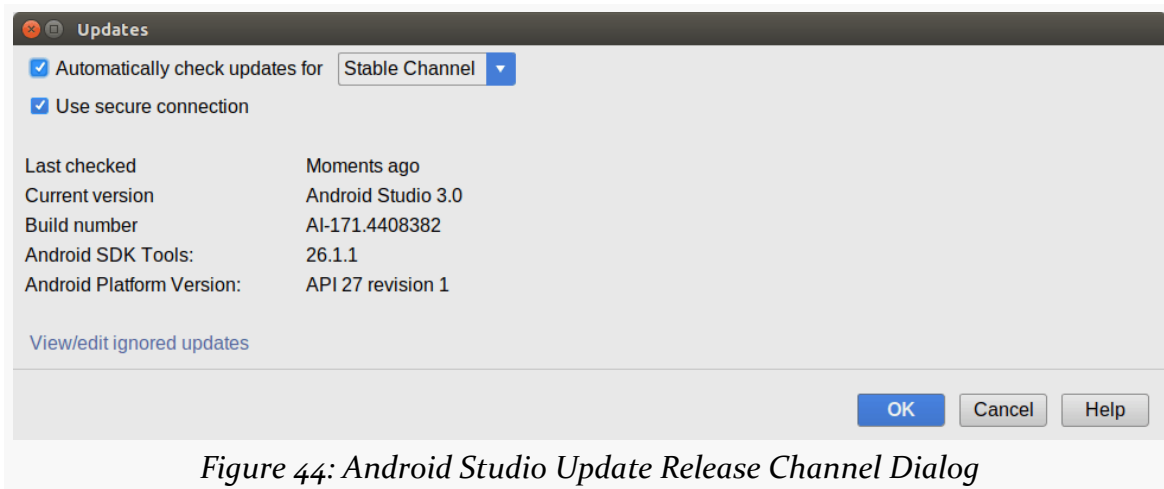 Updates
Automatically check updates for Stable Channel
Use secure connection
Last checked Moments ago
Current version Android Studio 3.0
Build number AI-171.4408382
Android SDK Tools: 26.1.1
Android Platform Version: API 27 revision 1
View/edit ignored updates
OK Cancel Help
Figure 44: Android Studio Update Release Channel Dialog